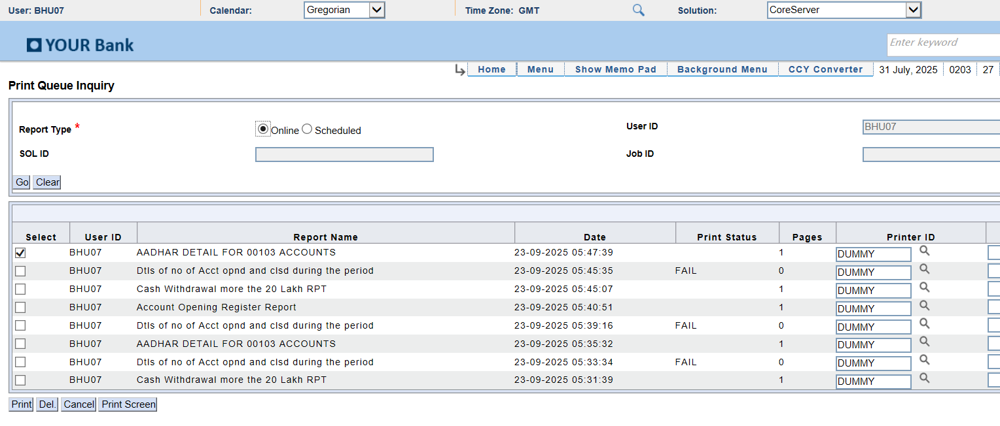 User: BHU07 Calendar: Gregorian Time Zone: GMT Solution: CoreServer
YOUR Bank Enter keyword
Home Menu Show Memo Pad Background Menu CCY Converter 31 July, 2025 0203 27
Print Queue Inquiry
Report Type * Online Scheduled User ID BHU07
SOL ID Job ID
Go Clear
Select User ID Report Name Date Print Status Pages Printer ID
BHU07 AADHAR DETAIL FOR 00103 ACCOUNTS 23-09-2025 05:47:39 1 DUMMY
BHU07 Dtls of no of Acct opnd and clsd during the period 23-09-2025 05:45:35 FAIL 0 DUMMY
BHU07 Cash Withdrawal more the 20 Lakh RPT 23-09-2025 05:45:07 1 DUMMY
BHU07 Account Opening Register Report 23-09-2025 05:40:51 1 DUMMY
BHU07 Dtls of no of Acct opnd and clsd during the period 23-09-2025 05:39:16 FAIL 0 DUMMY
BHU07 AADHAR DETAIL FOR 00103 ACCOUNTS 23-09-2025 05:35:32 1 DUMMY
BHU07 Dtls of no of Acct opnd and clsd during the period 23-09-2025 05:33:34 FAIL 0 DUMMY
BHU07 Cash Withdrawal more the 20 Lakh RPT 23-09-2025 05:31:39 1 DUMMY
Print Del. Cancel Print Screen